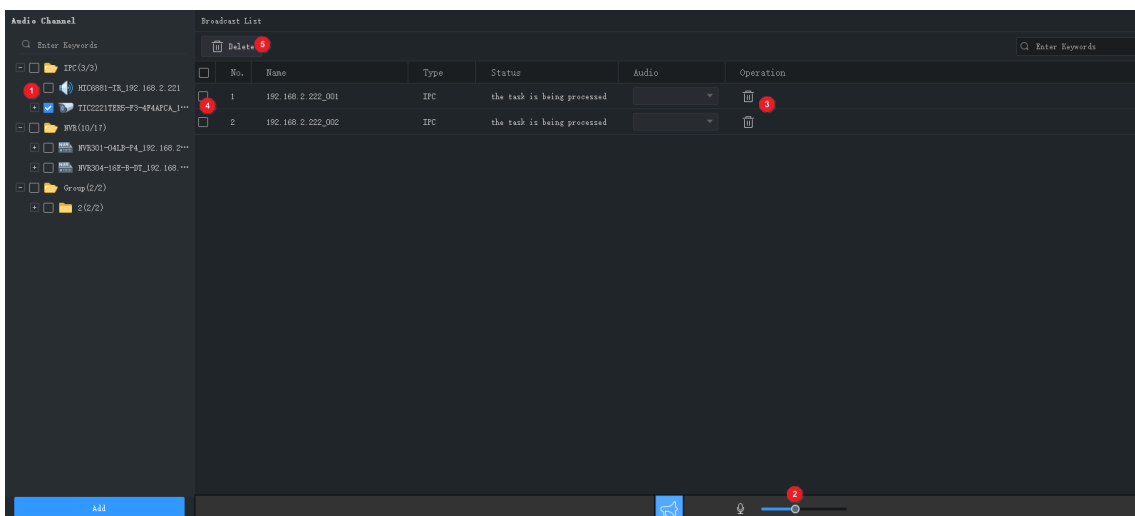 Audio Channel
Enter Keywords
IPC(3/3)
1
HIC6881-IR_192.168.2.221
TIC2221TER5-F3-4F4APCA_1···
NVR(10/17)
NVR301-04LB-P4_192.168.2···
NVR304-16E-B-DT_192.168.···
Group(2/2)
2(2/2)
Add
Broadcast List
Delete 5
Enter Keywords
No. Name Type Status Audio Operation
1 192.168.2.222_001 IPC the task is being processed
4
3
2 192.168.2.222_002 IPC the task is being processed
2